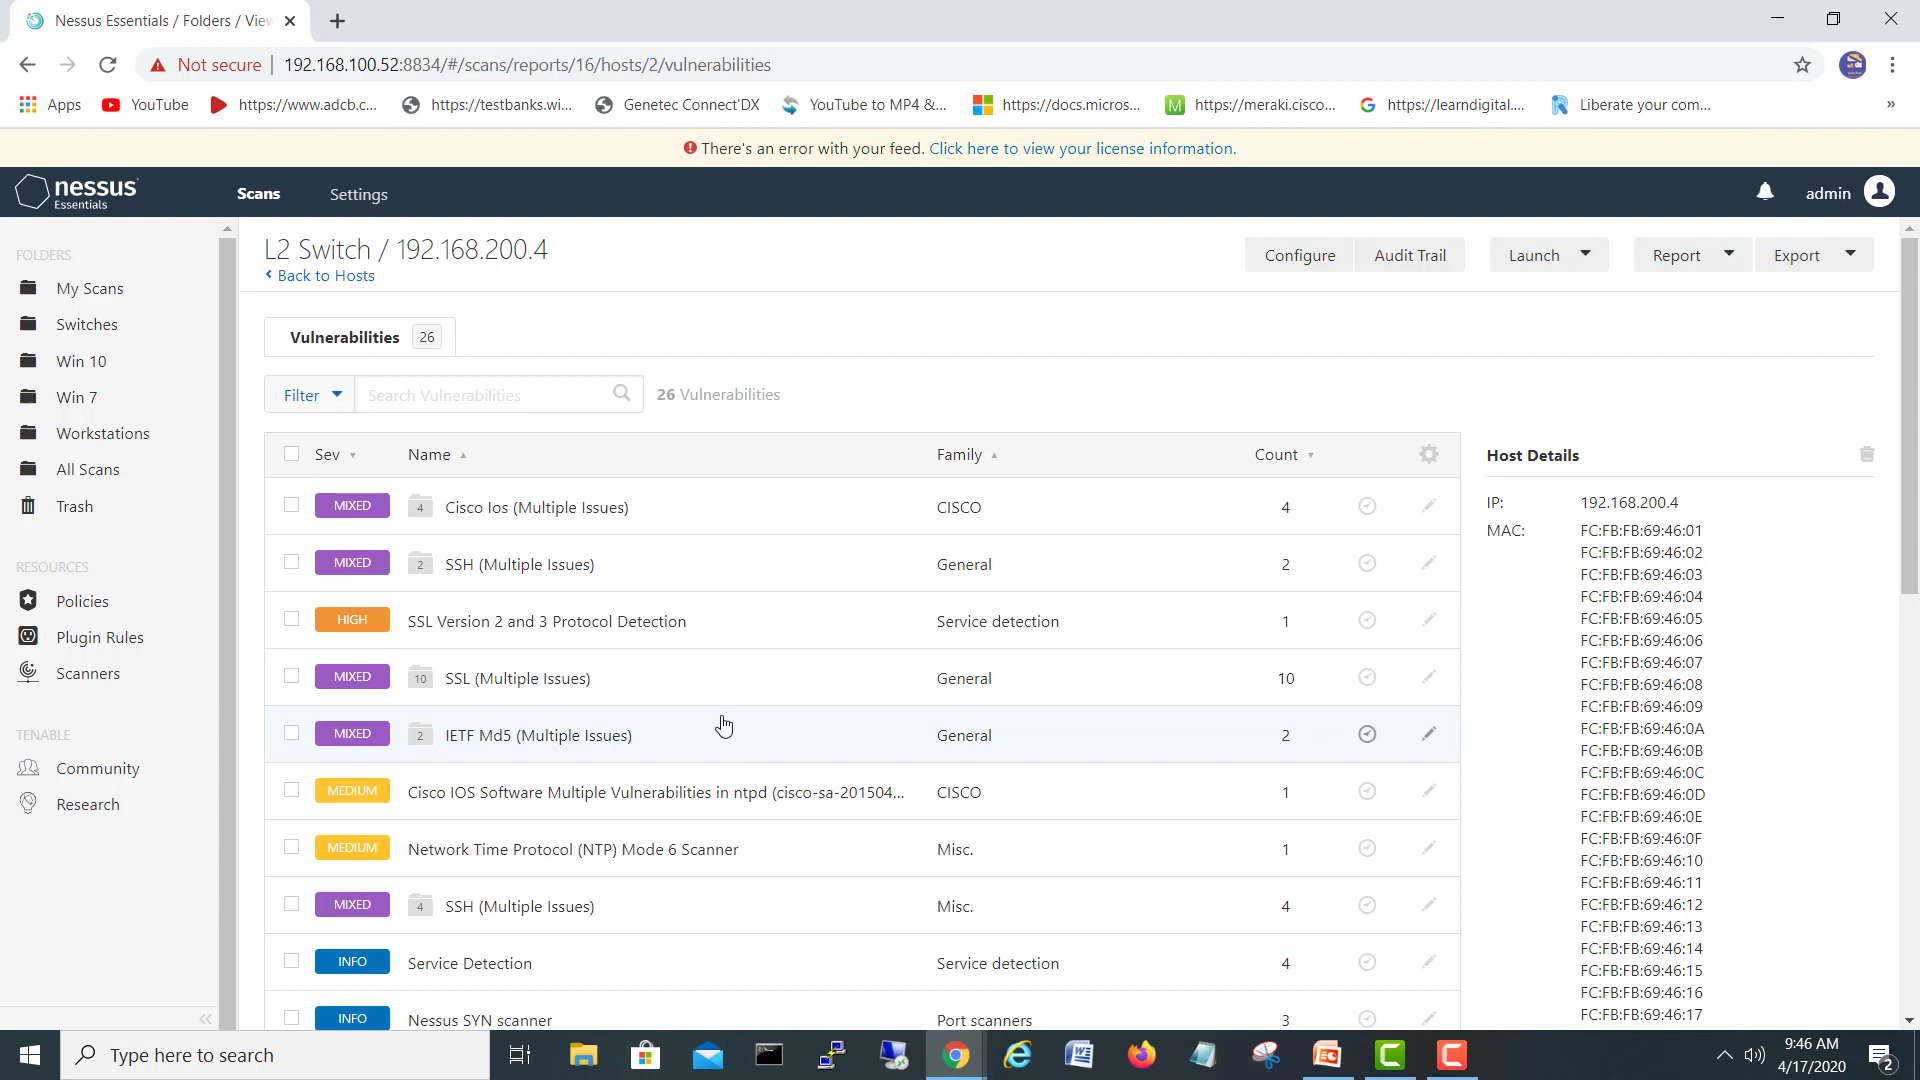 Nessus Essentials / Folders / View
Not secure | 192.168.100.52:8834/#/scans/reports/16/hosts/2/vulnerabilities
Apps YouTube https://www.adcb.c... https://testbanks.wi... Genetec Connect'DX YouTube to MP4 &... https://docs.micros... https://meraki.cisco... https://learndigital.... Liberate your com... »
There's an error with your feed. Click here to view your license information.
nessus Essentials Scans Settings admin
FOLDERS
My Scans
Switches
Win 10
Win 7
Workstations
All Scans
Trash
RESOURCES
Policies
Plugin Rules
Scanners
TENABLE
Community
Research
L2 Switch / 192.168.200.4
Back to Hosts
Configure Audit Trail Launch Report Export
Vulnerabilities 26
Filter Search Vulnerabilities 26 Vulnerabilities
Sev Name Family Count
MIXED 4 Cisco Ios (Multiple Issues) CISCO 4
MIXED 2 SSH (Multiple Issues) General 2
HIGH SSL Version 2 and 3 Protocol Detection Service detection 1
MIXED 10 SSL (Multiple Issues) General 10
MIXED 2 IETF Md5 (Multiple Issues) General 2
MEDIUM Cisco IOS Software Multiple Vulnerabilities in ntpd (cisco-sa-201504... CISCO 1
MEDIUM Network Time Protocol (NTP) Mode 6 Scanner Misc. 1
MIXED 4 SSH (Multiple Issues) Misc. 4
INFO Service Detection Service detection 4
INFO Nessus SYN scanner Port scanners 3
Host Details
IP: 192.168.200.4
MAC: FC:FB:FB:69:46:01
FC:FB:FB:69:46:02
FC:FB:FB:69:46:03
FC:FB:FB:69:46:04
FC:FB:FB:69:46:05
FC:FB:FB:69:46:06
FC:FB:FB:69:46:07
FC:FB:FB:69:46:08
FC:FB:FB:69:46:09
FC:FB:FB:69:46:0A
FC:FB:FB:69:46:0B
FC:FB:FB:69:46:0C
FC:FB:FB:69:46:0D
FC:FB:FB:69:46:0E
FC:FB:FB:69:46:0F
FC:FB:FB:69:46:10
FC:FB:FB:69:46:11
FC:FB:FB:69:46:12
FC:FB:FB:69:46:13
FC:FB:FB:69:46:14
FC:FB:FB:69:46:15
FC:FB:FB:69:46:16
FC:FB:FB:69:46:17
Type here to search
9:46 AM
4/17/2020
2